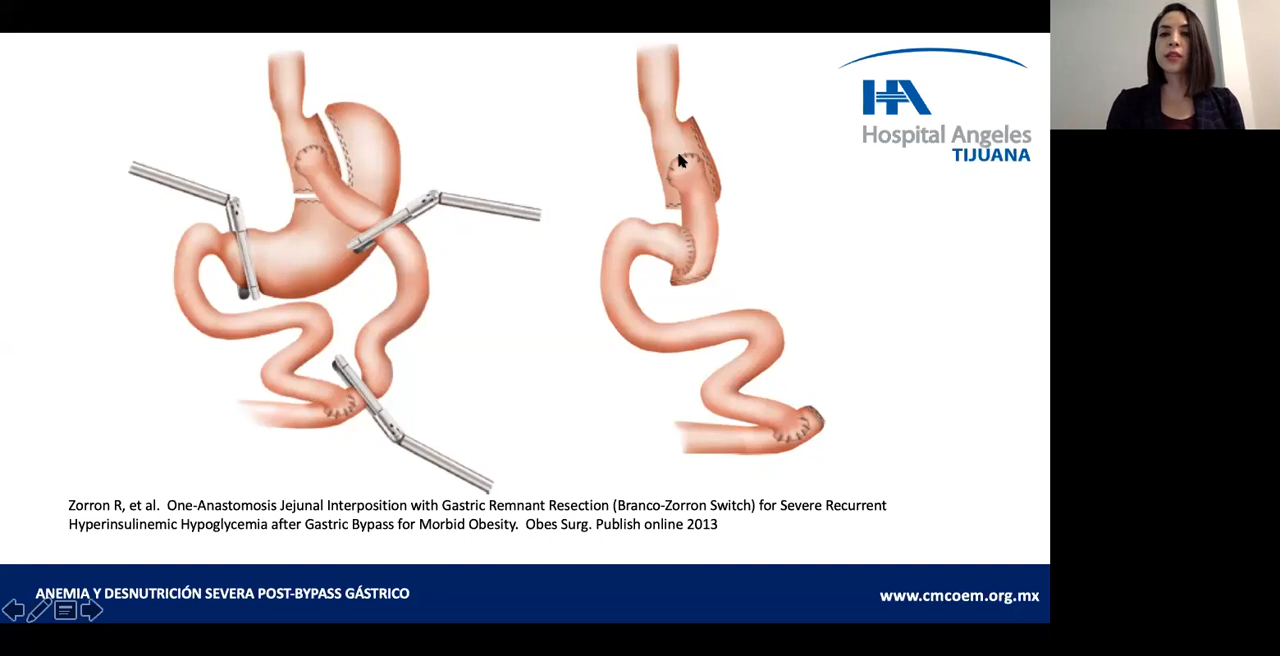 HA
Hospital Angeles
TIJUANA
Zorron R, et al.  One-Anastomosis Jejunal Interposition with Gastric Remnant Resection (Branco-Zorron Switch) for Severe Recurrent
Hyperinsulinemic Hypoglycemia after Gastric Bypass for Morbid Obesity.  Obes Surg. Publish online 2013
ANEMIA Y DESNUTRICIÓN SEVERA POST-BYPASS GÁSTRICO
www.cmcoem.org.mx